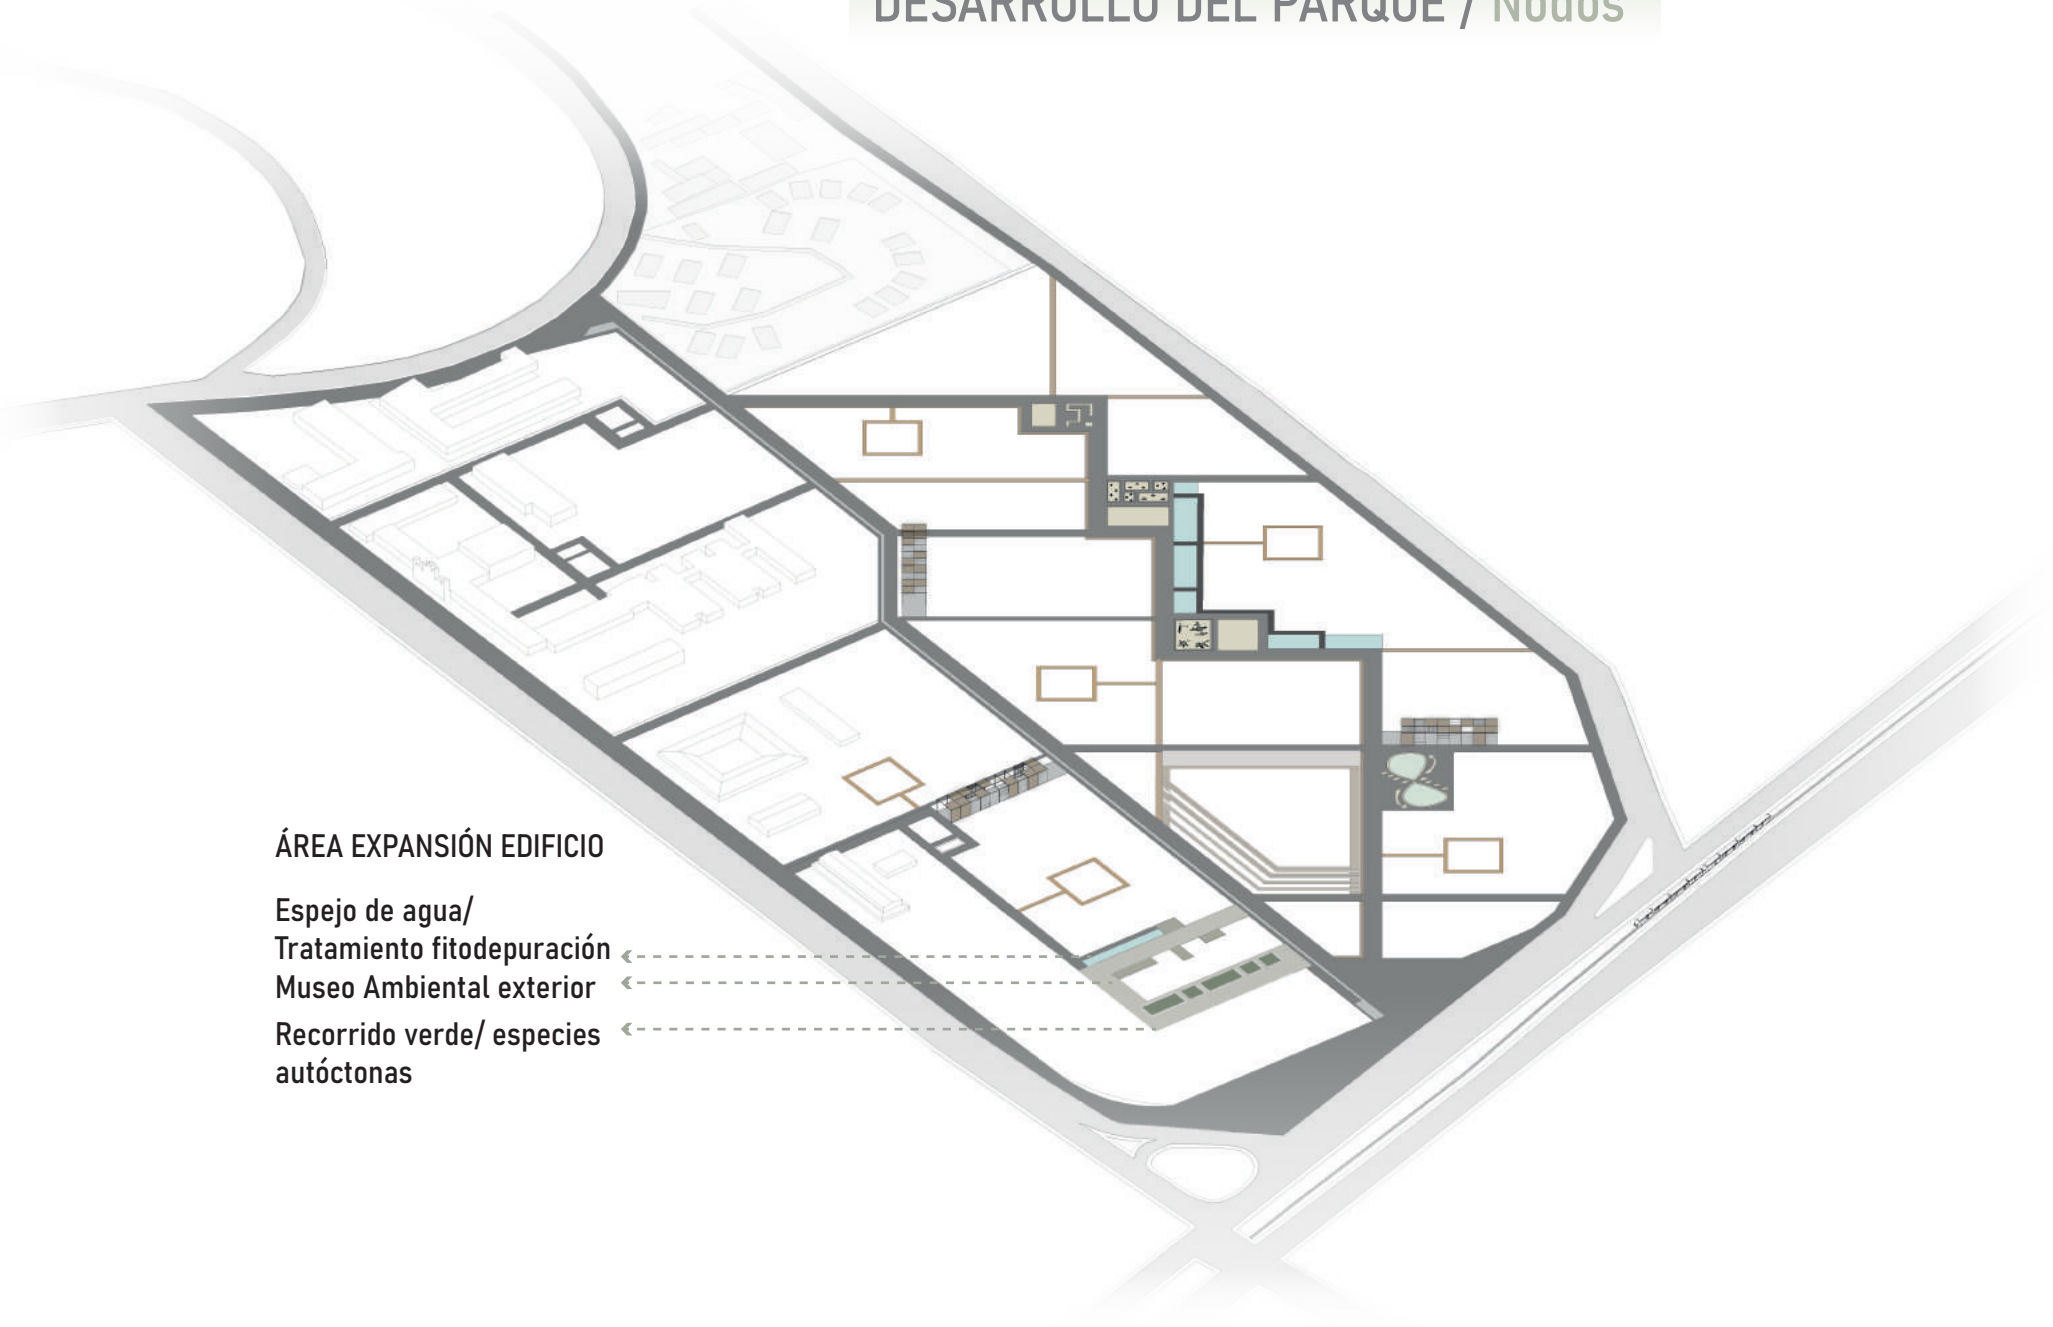 DESARROLLO DEL PARQUE / Nodos
ÁREA EXPANSIÓN EDIFICIO
Espejo de agua/
Tratamiento fitodepuración
Museo Ambiental exterior
Recorrido verde/ especies
autóctonas